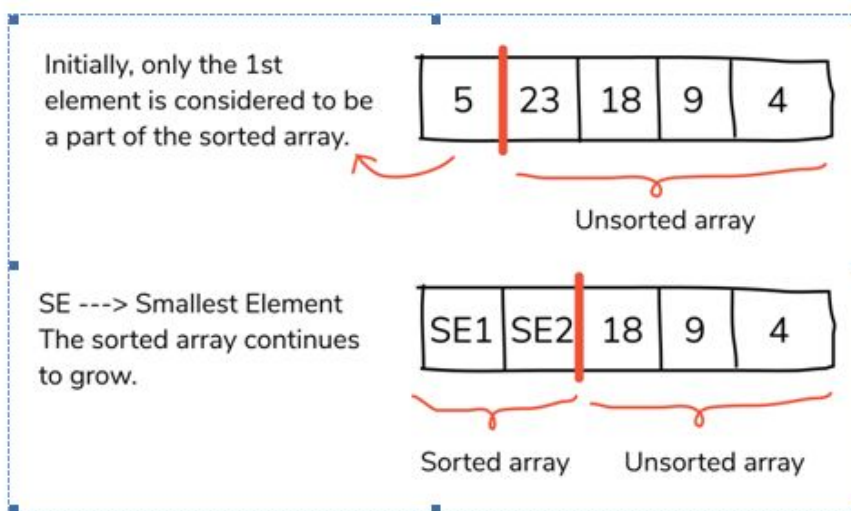 Initially, only the 1st
element is considered to be
a part of the sorted array.
5 23 18 9 4
Unsorted array
SE ---> Smallest Element
The sorted array continues
to grow.
SE1 SE2 18 9 4
Sorted array Unsorted array